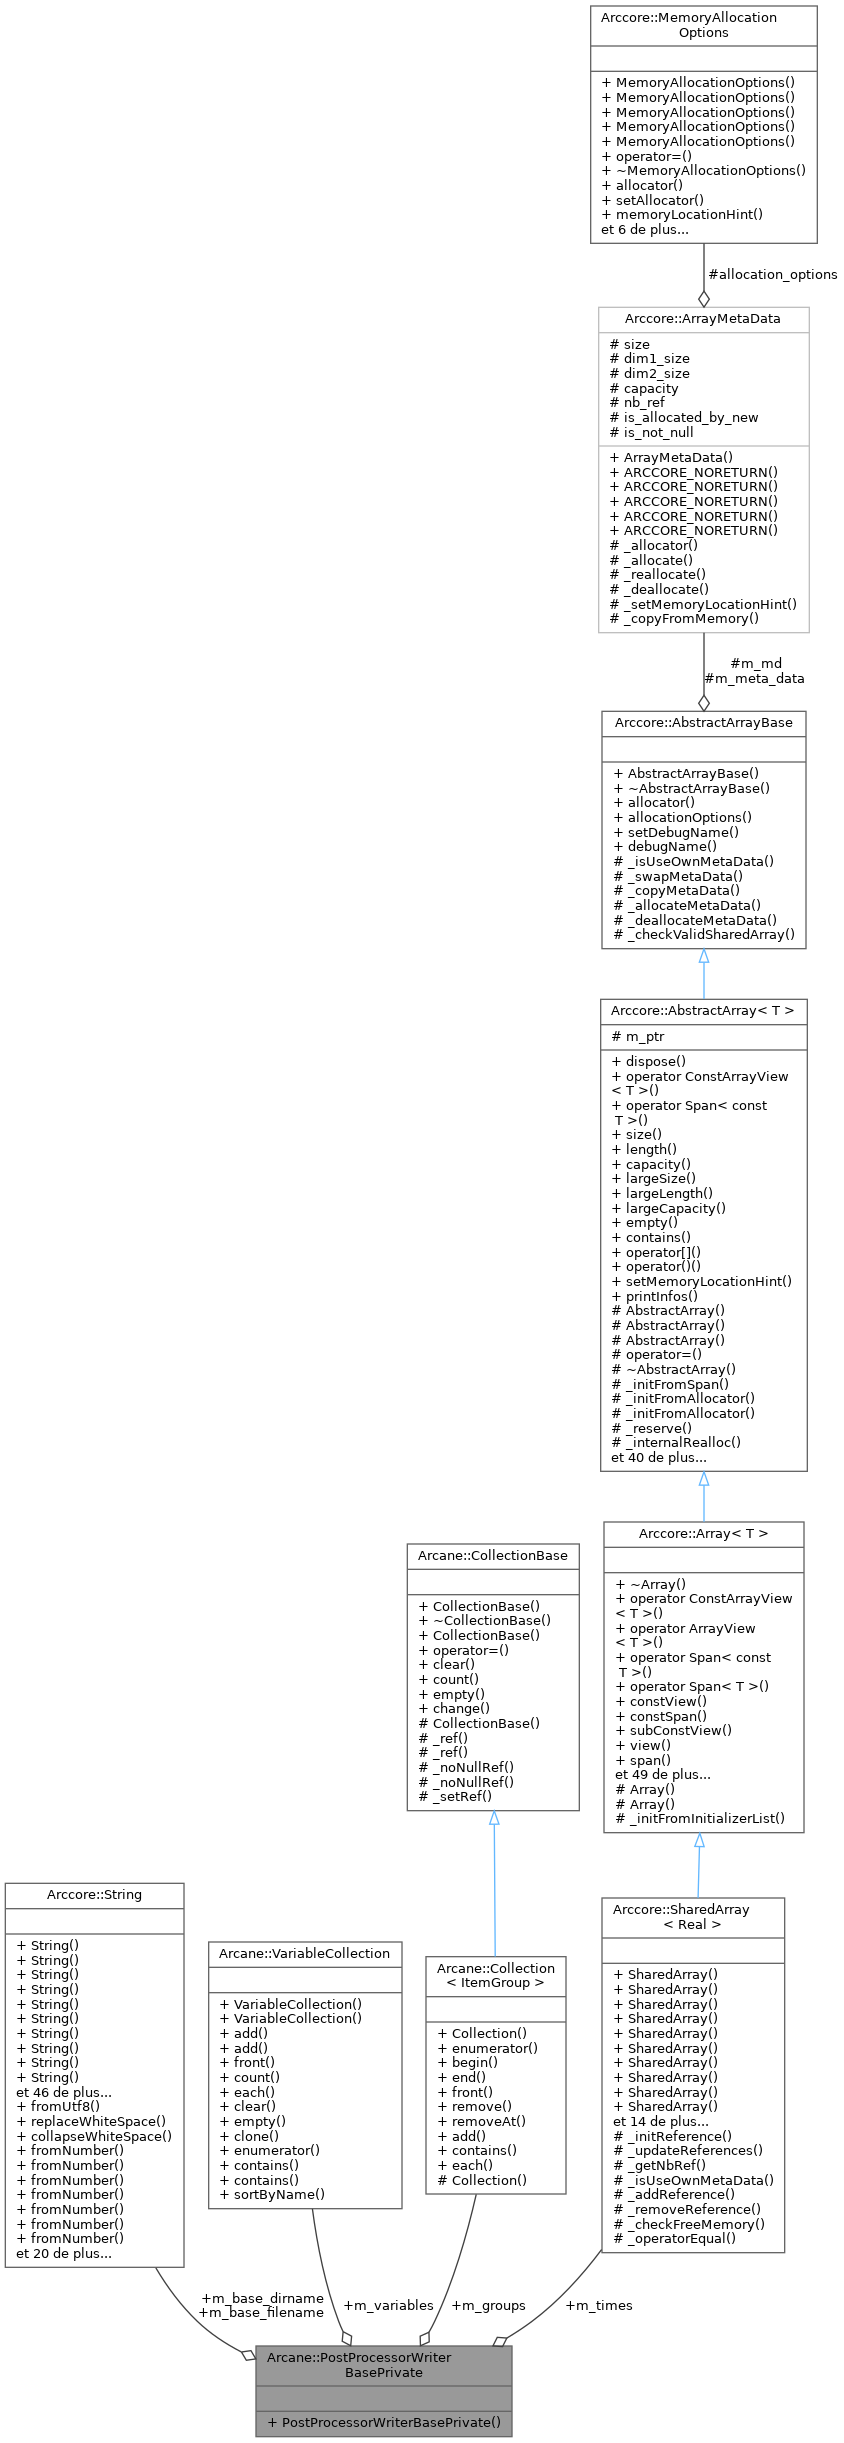 Arccore::MemoryAllocation
Options
+ MemoryAllocationOptions()
+ MemoryAllocationOptions()
+ MemoryAllocationOptions()
+ MemoryAllocationOptions()
+ MemoryAllocationOptions()
+ operator=()
+ ~MemoryAllocationOptions()
+ allocator()
+ setAllocator()
+ memoryLocationHint()
et 6 de plus...
#allocation_options
Arccore::ArrayMetaData
# size
# dim1_size
# dim2_size
# capacity
# nb_ref
# is_allocated_by_new
# is_not_null
+ ArrayMetaData()
+ ARCCORE_NORETURN()
+ ARCCORE_NORETURN()
+ ARCCORE_NORETURN()
+ ARCCORE_NORETURN()
+ ARCCORE_NORETURN()
# _allocator()
# _allocate()
# _reallocate()
# _deallocate()
# _setMemoryLocationHint()
# _copyFromMemory()
#m_md
#m_meta_data
Arccore::AbstractArrayBase
+ AbstractArrayBase()
+ ~AbstractArrayBase()
+ allocator()
+ allocationOptions()
+ setDebugName()
+ debugName()
# _isUseOwnMetaData()
# _swapMetaData()
# _copyMetaData()
# _allocateMetaData()
# _deallocateMetaData()
# _checkValidSharedArray()
Arccore::AbstractArray< T >
# m_ptr
+ dispose()
+ operator ConstArrayView
< T >()
+ operator Span< const
T >()
+ size()
+ length()
+ capacity()
+ largeSize()
+ largeLength()
+ largeCapacity()
+ empty()
+ contains()
+ operator[]()
+ operator()()
+ setMemoryLocationHint()
+ printInfos()
# AbstractArray()
# AbstractArray()
# AbstractArray()
# operator=()
# ~AbstractArray()
# _initFromSpan()
# _initFromAllocator()
# _initFromAllocator()
# _reserve()
# _internalRealloc()
et 40 de plus...
Arccore::Array< T >
+ ~Array()
+ operator ConstArrayView
< T >()
+ operator ArrayView
< T >()
+ operator Span< const
T >()
+ operator Span< T >()
+ constView()
+ constSpan()
+ subConstView()
+ view()
+ span()
et 49 de plus...
# Array()
# Array()
# _initFromInitializerList()
Arcane::CollectionBase
+ CollectionBase()
+ ~CollectionBase()
+ CollectionBase()
+ operator=()
+ clear()
+ count()
+ empty()
+ change()
# CollectionBase()
# _ref()
# _ref()
# _noNullRef()
# _noNullRef()
# _setRef()
Arccore::String
+ String()
+ String()
+ String()
+ String()
+ String()
+ String()
+ String()
+ String()
+ String()
+ String()
et 46 de plus...
+ fromUtf8()
+ replaceWhiteSpace()
+ collapseWhiteSpace()
+ fromNumber()
+ fromNumber()
+ fromNumber()
+ fromNumber()
+ fromNumber()
+ fromNumber()
+ fromNumber()
et 20 de plus...
Arcane::VariableCollection
+ VariableCollection()
+ VariableCollection()
+ add()
+ add()
+ front()
+ count()
+ each()
+ clear()
+ empty()
+ clone()
+ enumerator()
+ contains()
+ contains()
+ sortByName()
Arcane::Collection
< ItemGroup >
+ Collection()
+ enumerator()
+ begin()
+ end()
+ front()
+ remove()
+ removeAt()
+ add()
+ contains()
+ each()
# Collection()
Arccore::SharedArray
< Real >
+ SharedArray()
+ SharedArray()
+ SharedArray()
+ SharedArray()
+ SharedArray()
+ SharedArray()
+ SharedArray()
+ SharedArray()
+ SharedArray()
+ SharedArray()
et 14 de plus...
# _initReference()
# _updateReferences()
# _getNbRef()
# _isUseOwnMetaData()
# _addReference()
# _removeReference()
# _checkFreeMemory()
# _operatorEqual()
+m_base_dirname
+m_base_filename
+m_variables
+m_groups
+m_times
Arcane::PostProcessorWriter
BasePrivate
+ PostProcessorWriterBasePrivate()